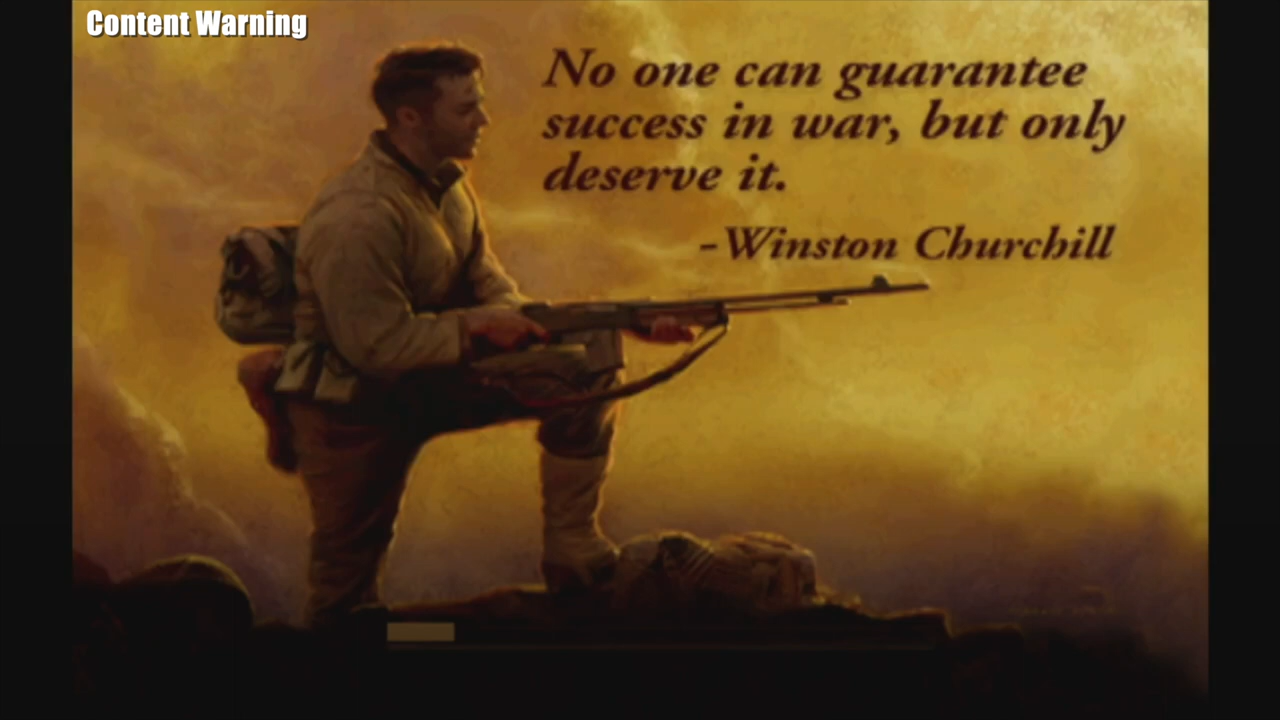 Content Warning
No one can guarantee
success in war, but only
deserve it.
-Winston Churchill